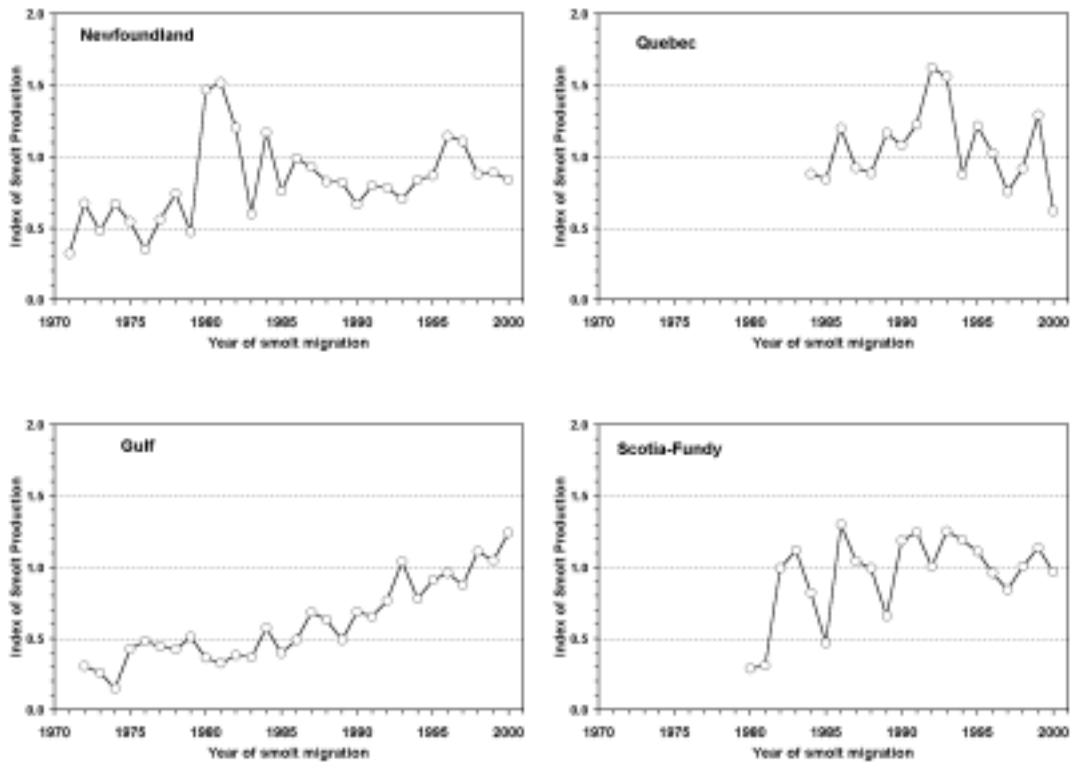 Newfoundland
Index of Smolt Production
2.0
1.5
1.0
0.5
0.0
1970 1975 1980 1985 1990 1995 2000
Year of smolt migration
Quebec
Index of Smolt Production
2.0
1.5
1.0
0.5
0.0
1970 1975 1980 1985 1990 1995 2000
Year of smolt migration
Gulf
Index of Smolt Production
2.0
1.5
1.0
0.5
0.0
1970 1975 1980 1985 1990 1995 2000
Year of smolt migration
Scotia-Fundy
Index of Smolt Production
2.0
1.5
1.0
0.5
0.0
1970 1975 1980 1985 1990 1995 2000
Year of smolt migration